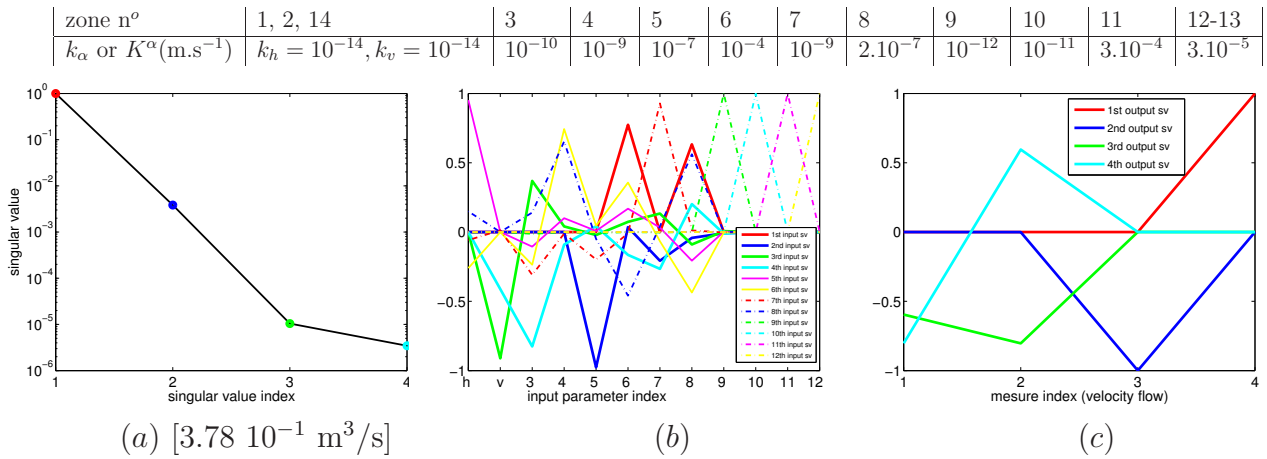 zone nᵒ 1, 2, 14 3 4 5 6 7 8 9 10 11 12-13
kα or Kᵅ(m.s⁻¹) kₕ = 10⁻¹⁴, kᵥ = 10⁻¹⁴ 10⁻¹⁰ 10⁻⁹ 10⁻⁷ 10⁻⁴ 10⁻⁹ 2.10⁻⁷ 10⁻¹² 10⁻¹¹ 3.10⁻⁴ 3.10⁻⁵
10⁰
10⁻¹
10⁻²
10⁻³
10⁻⁴
10⁻⁵
10⁻⁶
singular value
1 2 3 4
singular value index
(a) [3.78 10⁻¹ m³/s]
1
0.5
0
−0.5
−1
1st input sv
2nd input sv
3rd input sv
4th input sv
5th input sv
6th input sv
7th input sv
8th input sv
9th input sv
10th input sv
11th input sv
12th input sv
h v 3 4 5 6 7 8 9 10 11 12
input parameter index
(b)
1
0.5
0
−0.5
−1
1st output sv
2nd output sv
3rd output sv
4th output sv
1 2 3 4
mesure index (velocity flow)
(c)